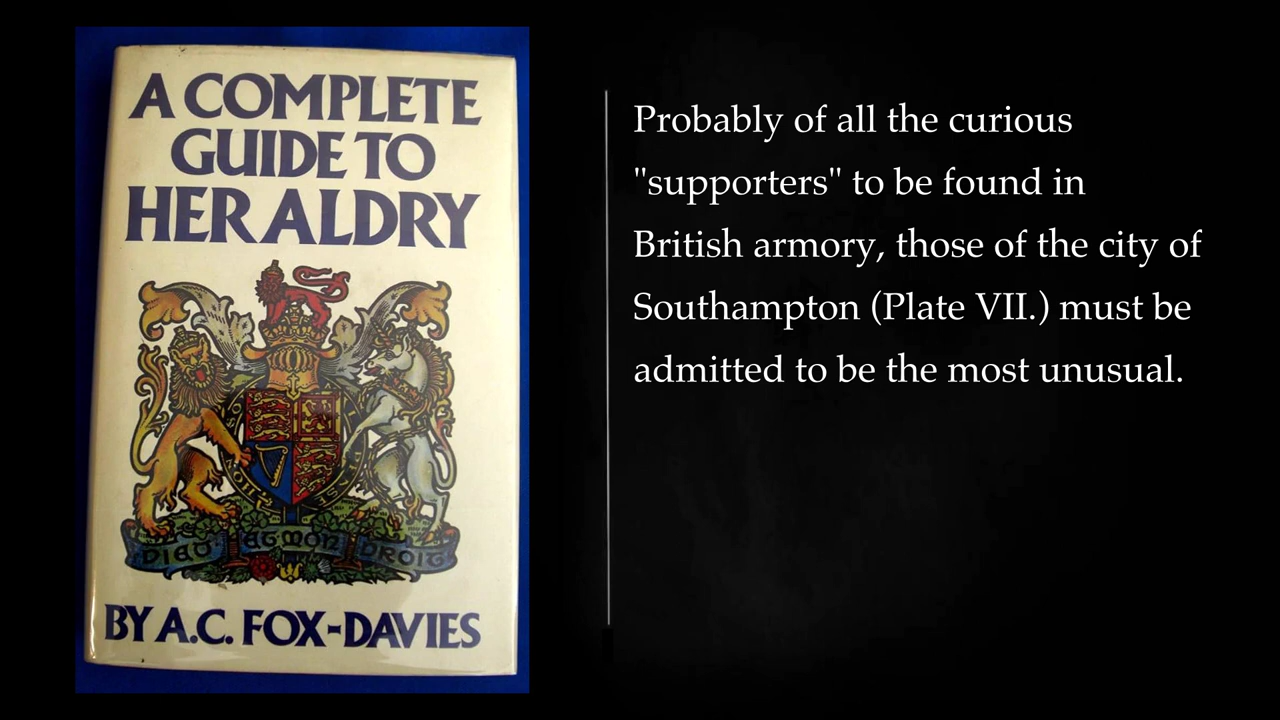 A COMPLETE
GUIDE TO
HERALDRY
DIEU ET MON DROIT
BY A.C. FOX-DAVIES
Probably of all the curious
"supporters" to be found in
British armory, those of the city of
Southampton (Plate VII.) must be
admitted to be the most unusual.